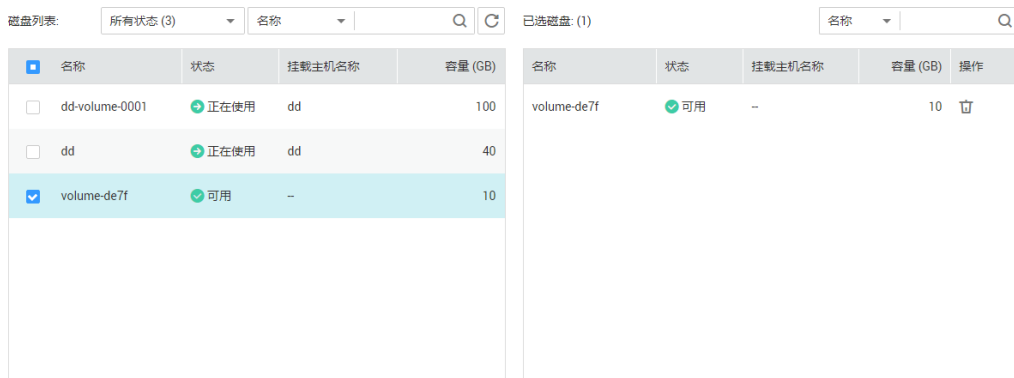 磁盘列表: 所有状态 (3) 名称
名称 状态 挂载主机名称 容量 (GB)
dd-volume-0001 正在使用 dd 100
dd 正在使用 dd 40
volume-de7f 可用 -- 10
已选磁盘: (1) 名称
名称 状态 挂载主机名称 容量 (GB) 操作
volume-de7f 可用 -- 10